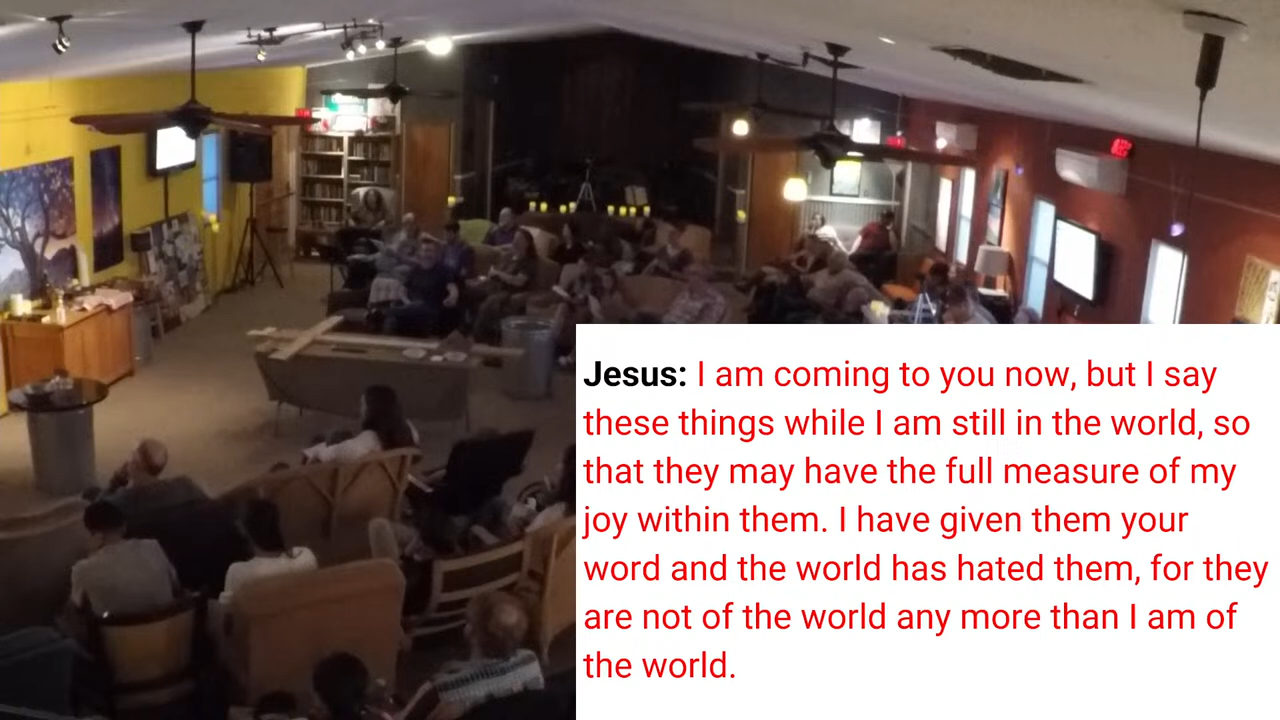 Jesus: I am coming to you now, but I say
these things while I am still in the world, so
that they may have the full measure of my
joy within them. I have given them your
word and the world has hated them, for they
are not of the world any more than I am of
the world.